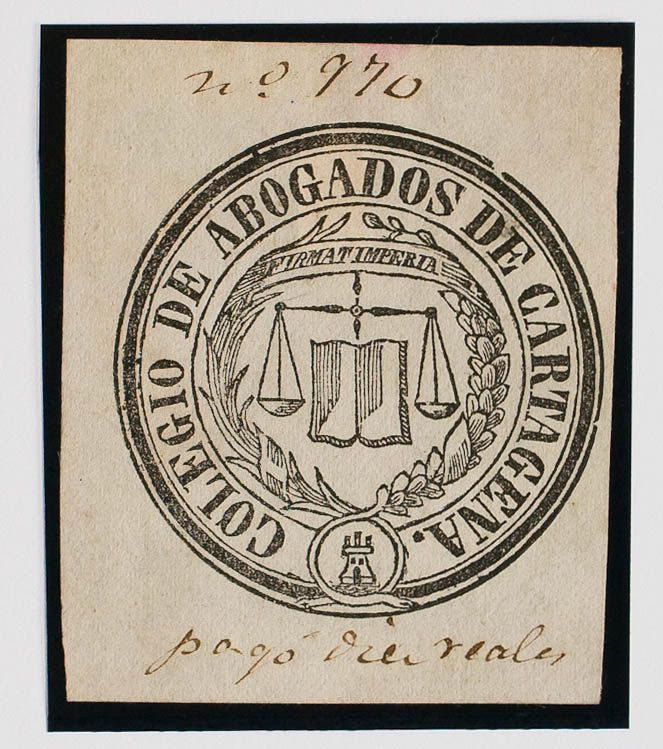 nº 970
COLEGIO DE ABOGADOS DE CARTAGENA.
FIRMAT IMPERIA
pagó diez reales